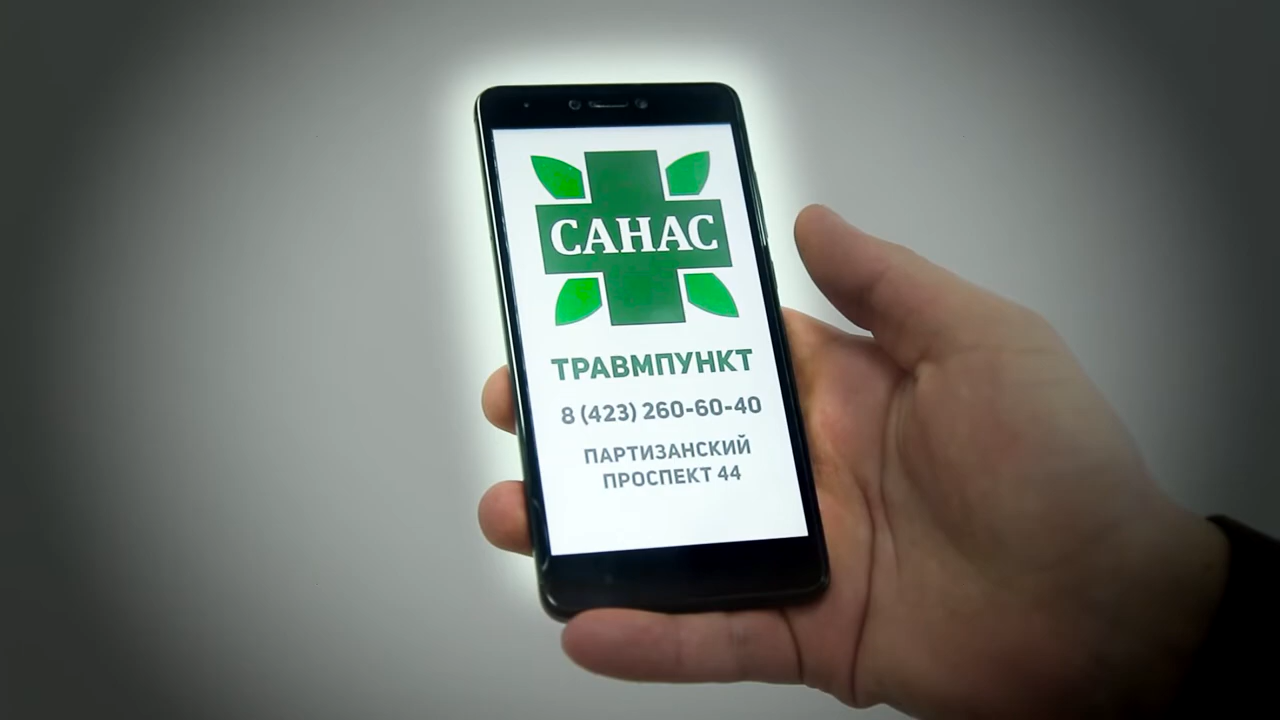 САНАС
ТРАВМПУНКТ
8 (423) 260-60-40
ПАРТИЗАНСКИЙ
ПРОСПЕКТ 44